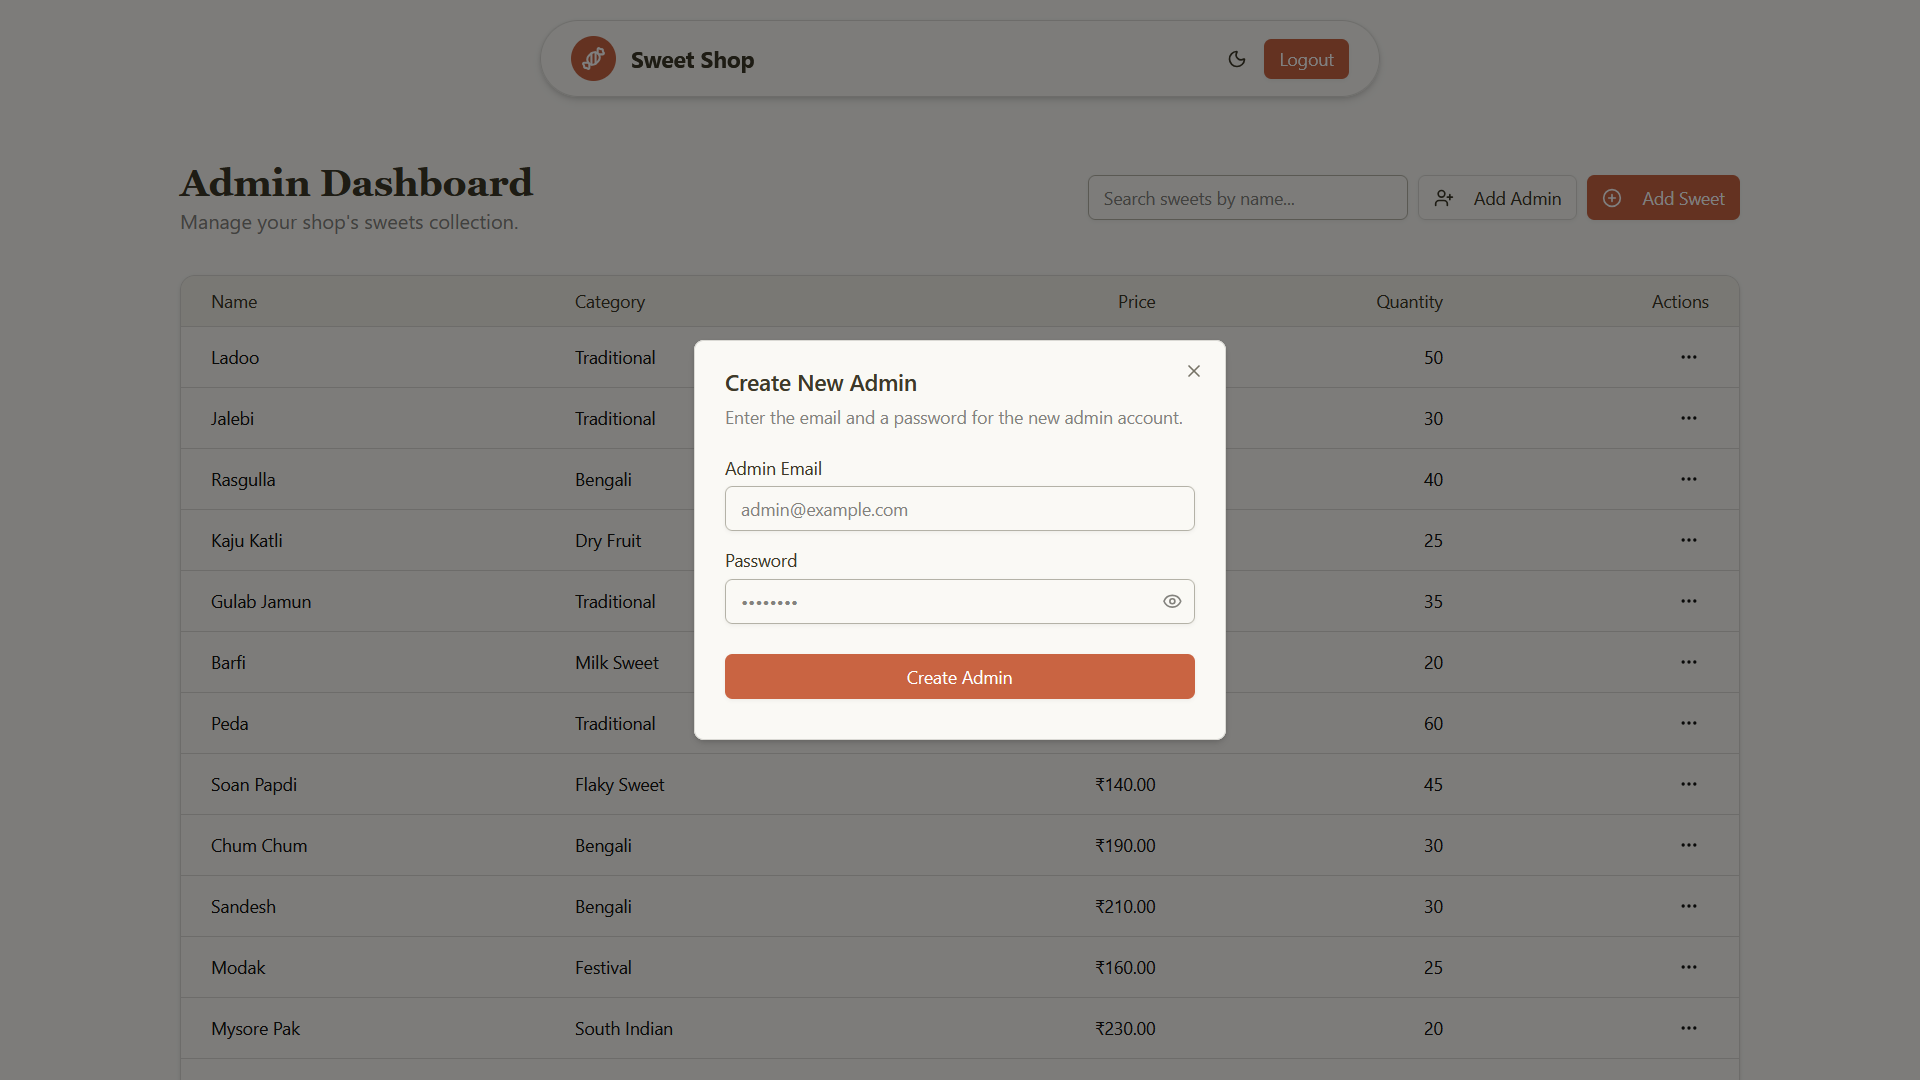 Sweet Shop
Logout
Admin Dashboard
Manage your shop's sweets collection.
Search sweets by name...
Add Admin
Add Sweet
Name Category Price Quantity Actions
Ladoo Traditional 50
Jalebi Traditional 30
Rasgulla Bengali 40
Kaju Katli Dry Fruit 25
Gulab Jamun Traditional 35
Barfi Milk Sweet 20
Peda Traditional 60
Soan Papdi Flaky Sweet ₹140.00 45
Chum Chum Bengali ₹190.00 30
Sandesh Bengali ₹210.00 30
Modak Festival ₹160.00 25
Mysore Pak South Indian ₹230.00 20
Create New Admin
Enter the email and a password for the new admin account.
Admin Email
admin@example.com
Password
••••••••
Create Admin